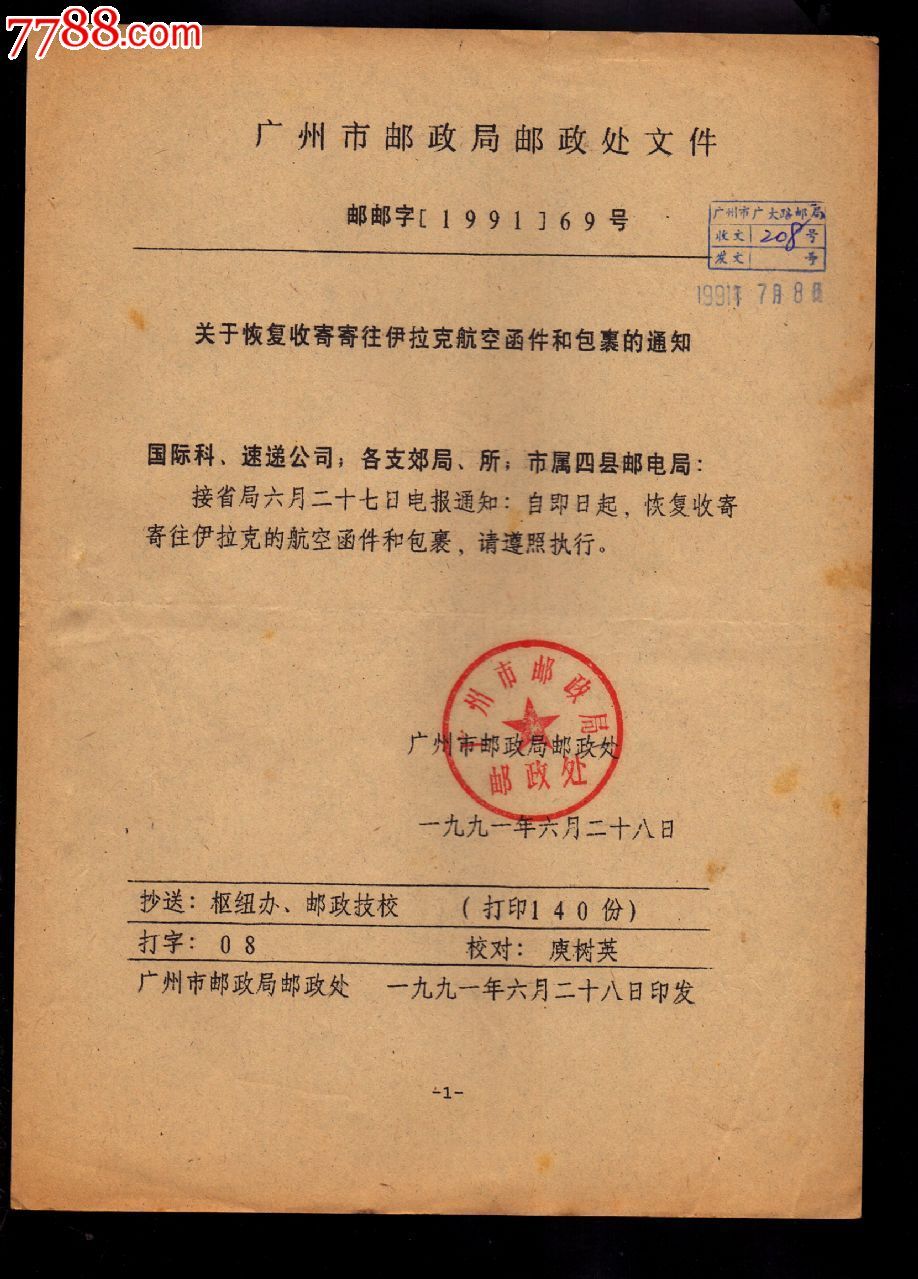 7788.com
广州市邮政局邮政处文件
邮邮字[1991]69号
广州市广大路邮局
收文 208 号
发文 号
1991年 7月 8日
关于恢复收寄寄往伊拉克航空函件和包裹的通知
国际科、速递公司；各支郊局、所；市属四县邮电局：
接省局六月二十七日电报通知：自即日起，恢复收寄
寄往伊拉克的航空函件和包裹，请遵照执行。
广州市邮政局
邮政处
广州市邮政局邮政处
一九九一年六月二十八日
抄送：枢纽办、邮政技校 （打印140份）
打字：08 校对：庾树英
广州市邮政局邮政处 一九九一年六月二十八日印发
-1-